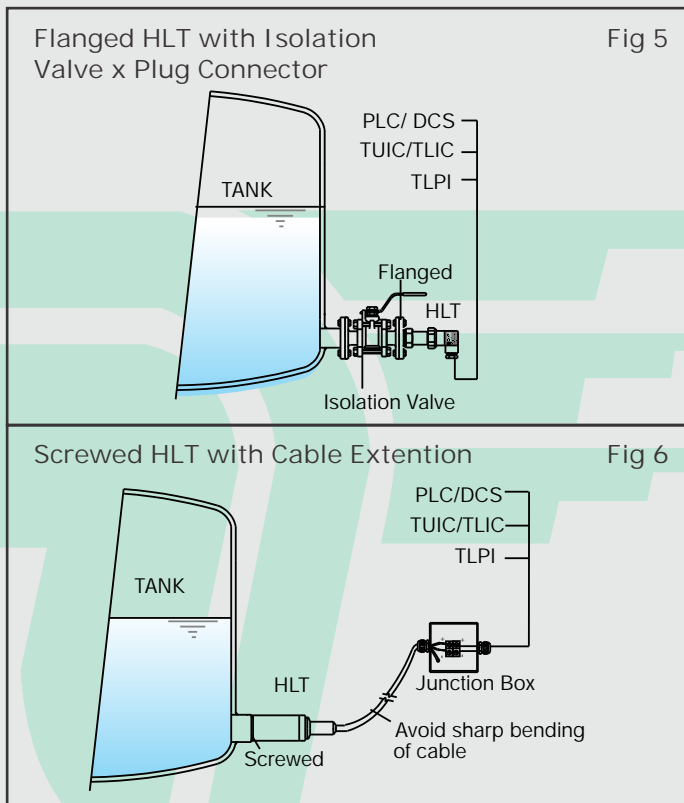 Flanged HLT with Isolation
Valve x Plug Connector
Fig 5
PLC/ DCS
TUIC/TLIC
TLPI
TANK
Flanged
HLT
Isolation Valve
Screwed HLT with Cable Extention
Fig 6
PLC/DCS
TUIC/TLIC
TLPI
TANK
HLT
Junction Box
Screwed
Avoid sharp bending
of cable